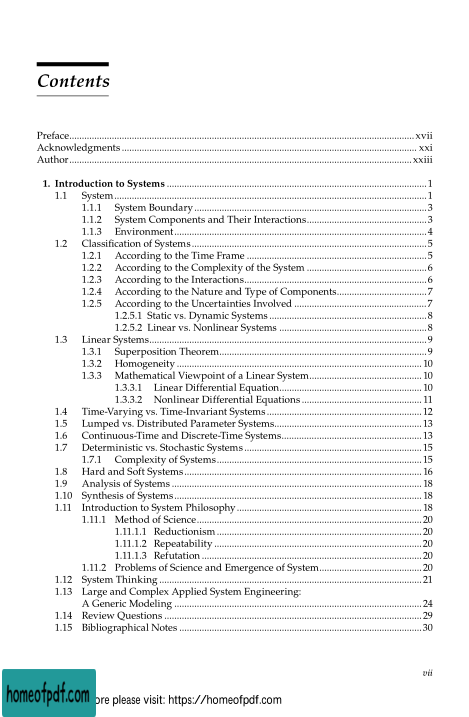 Contents
Preface.......... xvii
Acknowledgments.......... xxi
Author.......... xxiii
1. Introduction to Systems.......... 1
1.1 System.......... 1
1.1.1 System Boundary.......... 3
1.1.2 System Components and Their Interactions.......... 3
1.1.3 Environment.......... 4
1.2 Classification of Systems.......... 5
1.2.1 According to the Time Frame.......... 5
1.2.2 According to the Complexity of the System.......... 6
1.2.3 According to the Interactions.......... 6
1.2.4 According to the Nature and Type of Components.......... 7
1.2.5 According to the Uncertainties Involved.......... 7
1.2.5.1 Static vs. Dynamic Systems.......... 8
1.2.5.2 Linear vs. Nonlinear Systems.......... 8
1.3 Linear Systems.......... 9
1.3.1 Superposition Theorem.......... 9
1.3.2 Homogeneity.......... 10
1.3.3 Mathematical Viewpoint of a Linear System.......... 10
1.3.3.1 Linear Differential Equation.......... 10
1.3.3.2 Nonlinear Differential Equations.......... 11
1.4 Time-Varying vs. Time-Invariant Systems.......... 12
1.5 Lumped vs. Distributed Parameter Systems.......... 13
1.6 Continuous-Time and Discrete-Time Systems.......... 13
1.7 Deterministic vs. Stochastic Systems.......... 15
1.7.1 Complexity of Systems.......... 15
1.8 Hard and Soft Systems.......... 16
1.9 Analysis of Systems.......... 18
1.10 Synthesis of Systems.......... 18
1.11 Introduction to System Philosophy.......... 18
1.11.1 Method of Science.......... 20
1.11.1.1 Reductionism.......... 20
1.11.1.2 Repeatability.......... 20
1.11.1.3 Refutation.......... 20
1.11.2 Problems of Science and Emergence of System.......... 20
1.12 System Thinking.......... 21
1.13 Large and Complex Applied System Engineering:
A Generic Modeling.......... 24
1.14 Review Questions.......... 29
1.15 Bibliographical Notes.......... 30
vii
homeofpdf.com
ore please visit: https://homeofpdf.com